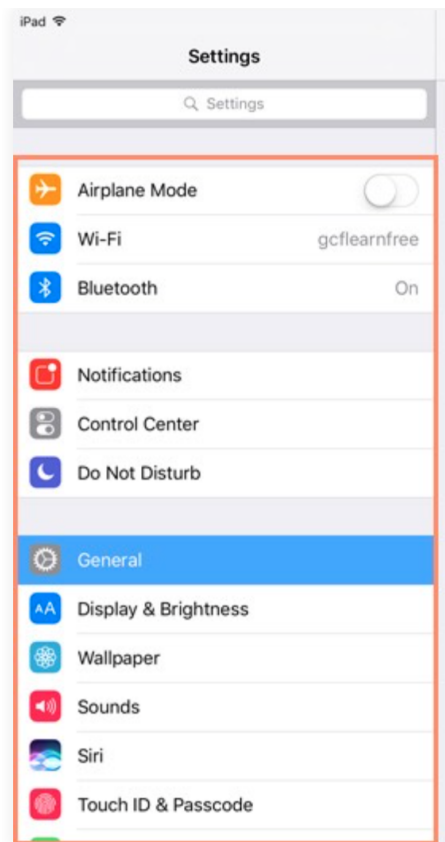 iPad
Settings
Settings
Airplane Mode
Wi-Fi gcflearnfree
Bluetooth On
Notifications
Control Center
Do Not Disturb
General
AA Display & Brightness
Wallpaper
Sounds
Siri
Touch ID & Passcode